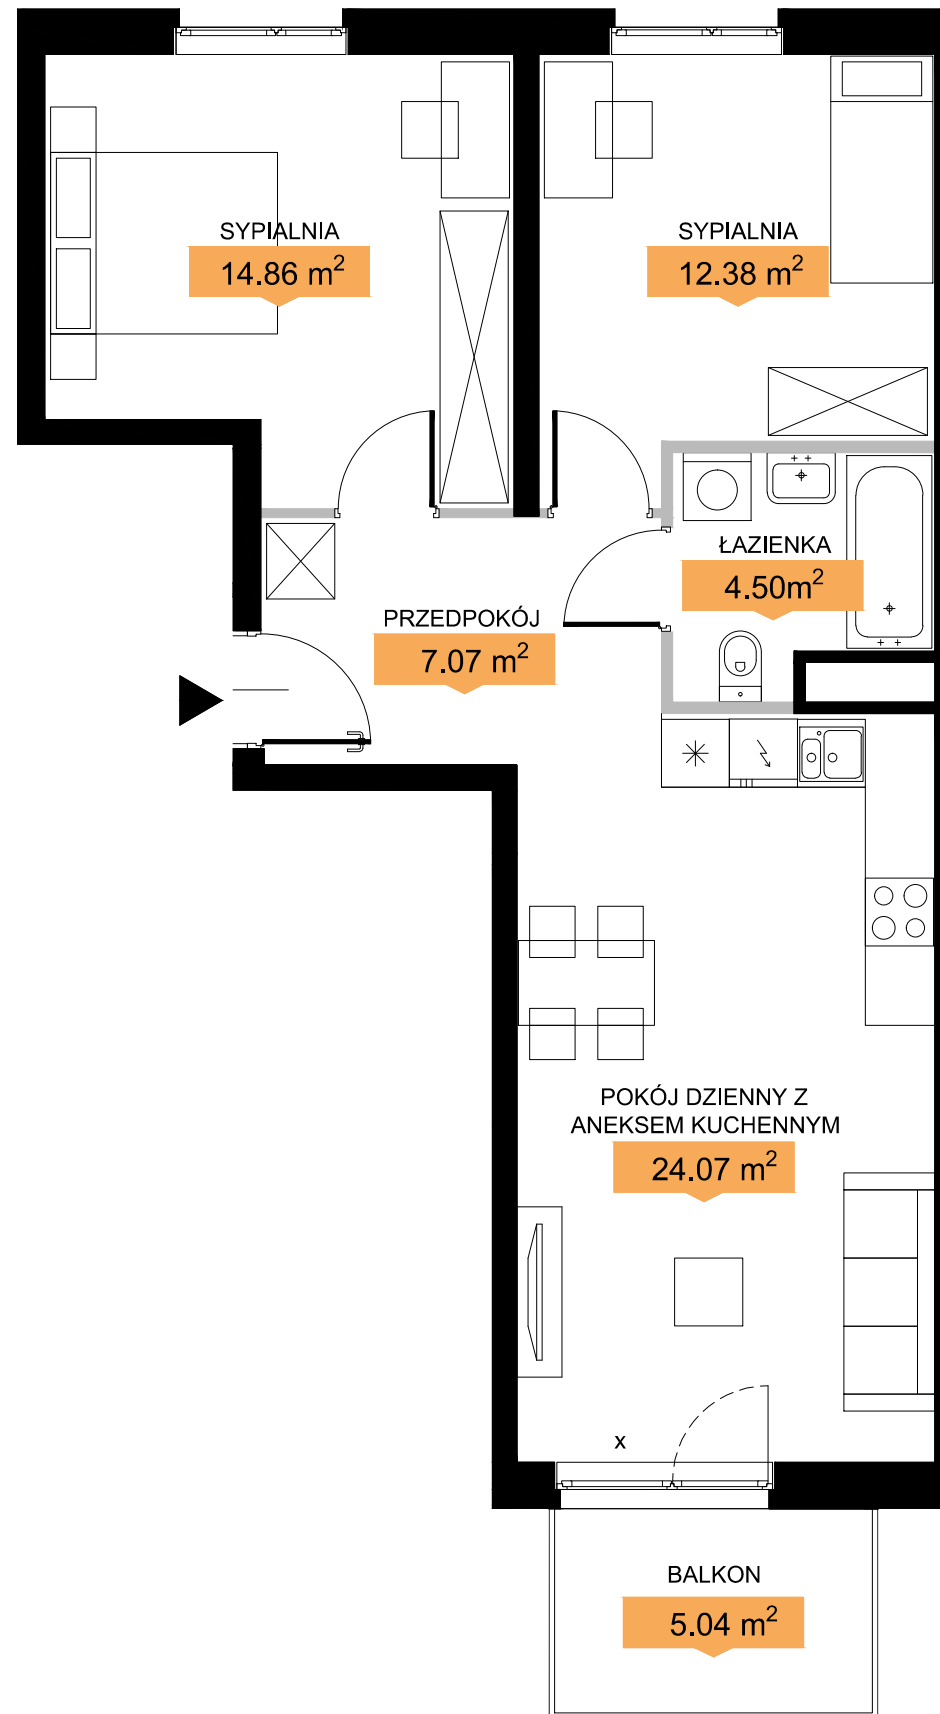 SYPIALNIA
14.86 m²
SYPIALNIA
12.38 m²
ŁAZIENKA
4.50m²
PRZEDPOKÓJ
7.07 m²
POKÓJ DZIENNY Z
ANEKSEM KUCHENNYM
24.07 m²
x
BALKON
5.04 m²